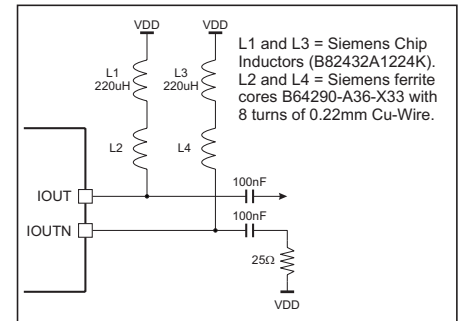 VDD
VDD
L1
220uH
L3
220uH
L2
L4
L1 and L3 = Siemens Chip
Inductors (B82432A1224K).
L2 and L4 = Siemens ferrite
cores B64290-A36-X33 with
8 turns of 0.22mm Cu-Wire.
IOUT
100nF
IOUTN
100nF
25Ω
VDD